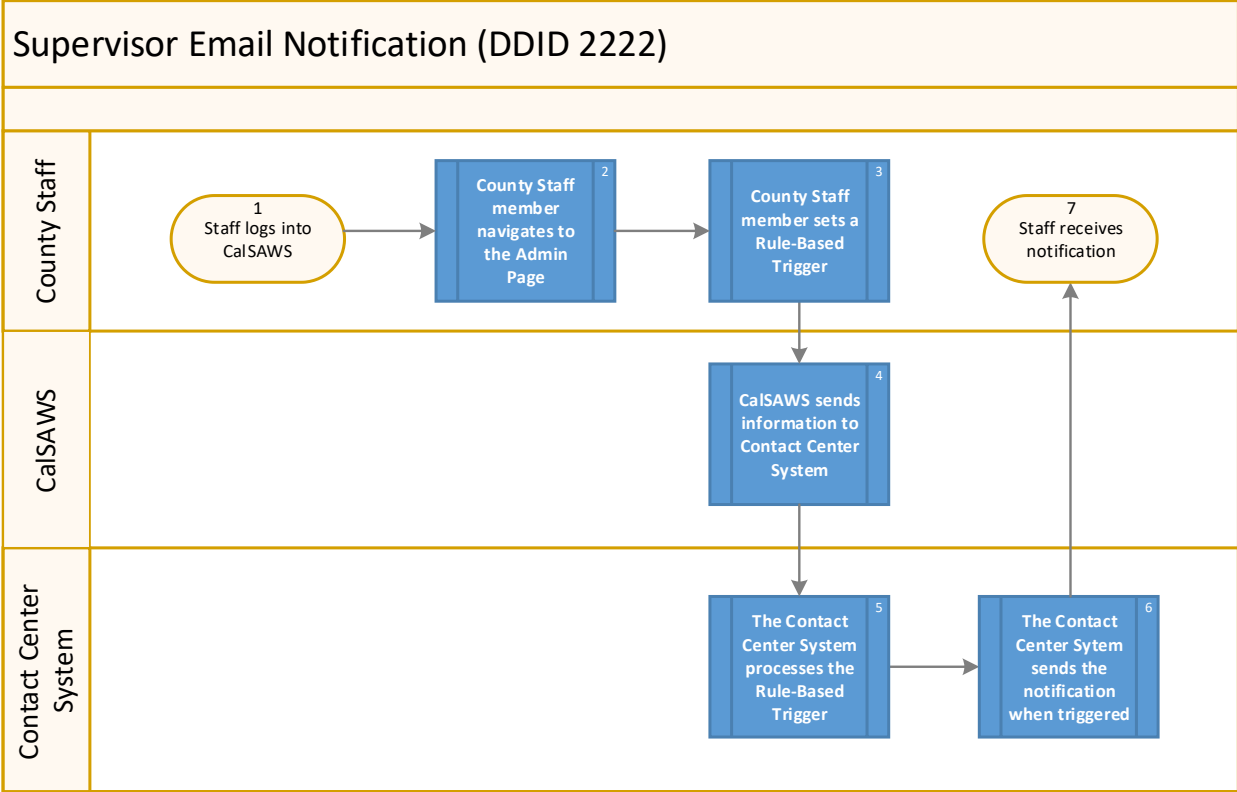 Supervisor Email Notification (DDID 2222)
County Staff
1
Staff logs into
CalSAWS
2
County Staff
member
navigates to
the Admin
Page
3
County Staff
member sets a
Rule-Based
Trigger
7
Staff receives
notification
CalSAWS
4
CalSAWS sends
information to
Contact Center
System
Contact Center
System
5
The Contact
Center System
processes the
Rule-Based
Trigger
6
The Contact
Center Sytem
sends the
notification
when triggered